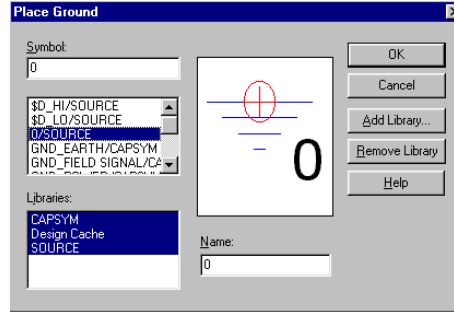 Place Ground
Symbol:
0
$D_HI/SOURCE
$D_LO/SOURCE
0/SOURCE
GND_EARTH/CAPSYM
GND_FIELD SIGNAL/CA
Libraries:
CAPSYM
Design Cache
SOURCE
0
Name:
0
OK
Cancel
Add Library...
Remove Library
Help